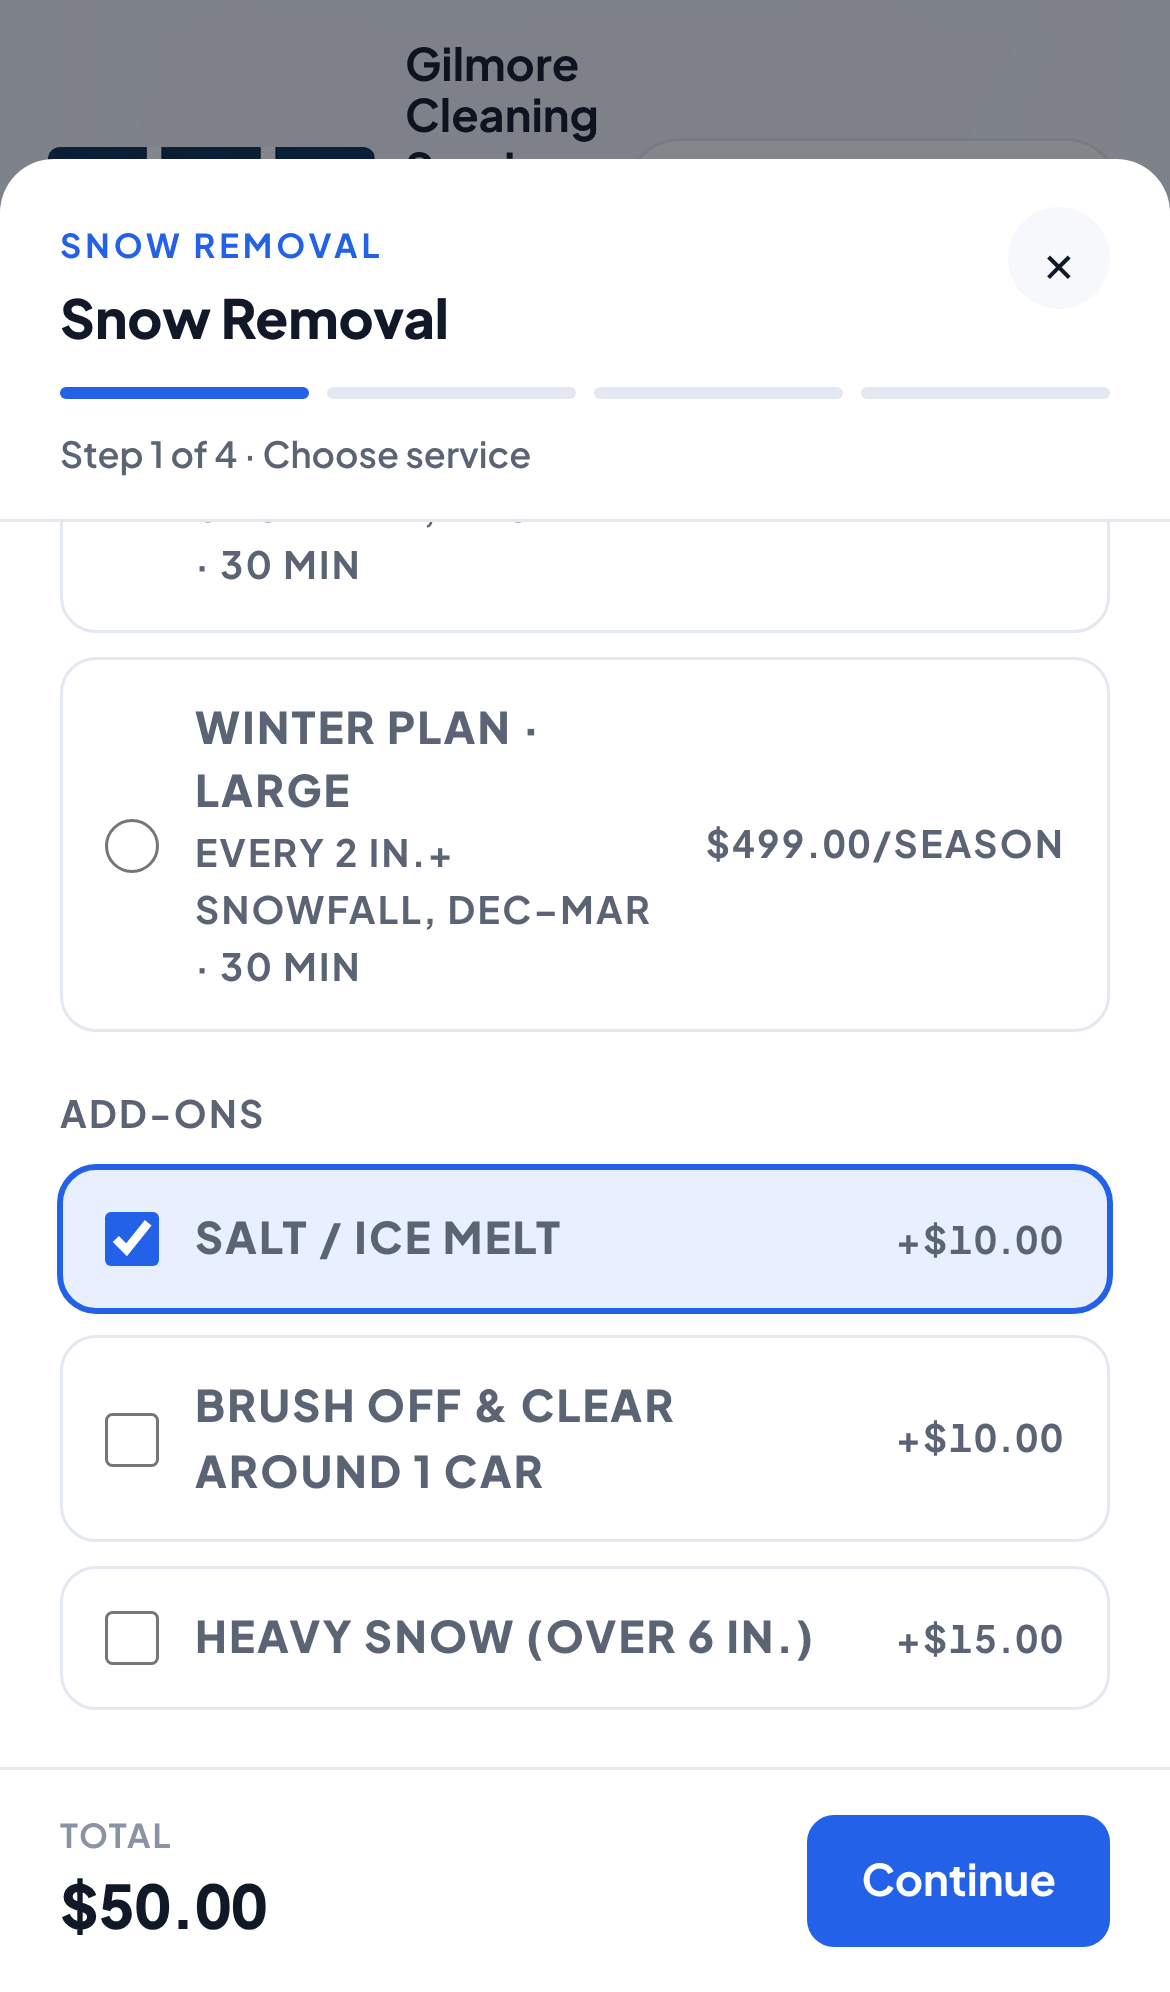 Gilmore
Cleaning
SNOW REMOVAL
Snow Removal
Step 1 of 4 · Choose service
· 30 MIN
WINTER PLAN ·
LARGE
EVERY 2 IN.+
SNOWFALL, DEC–MAR
· 30 MIN
$499.00/SEASON
ADD-ONS
SALT / ICE MELT
+$10.00
BRUSH OFF & CLEAR
AROUND 1 CAR
+$10.00
HEAVY SNOW (OVER 6 IN.)
+$15.00
TOTAL
$50.00
Continue